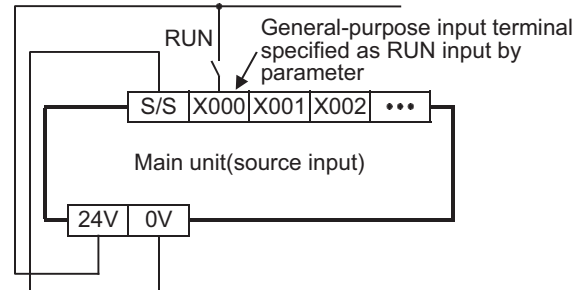 RUN
General-purpose input terminal
specified as RUN input by
parameter
S/S X000 X001 X002 •••
Main unit(source input)
24V 0V